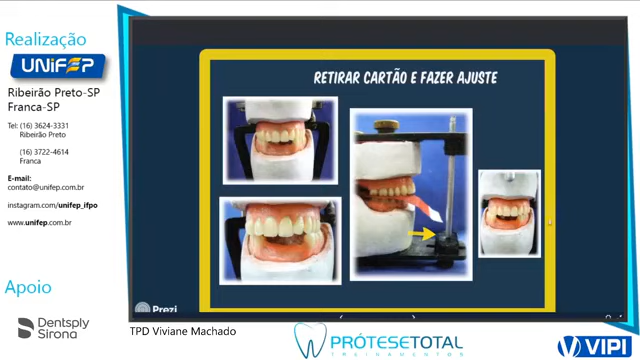 Realização
UNIFEP
Ribeirão Preto-SP
Franca-SP
Tel: (16) 3624-3331
Ribeirão Preto
(16) 3722-4614
Franca
E-mail:
contato@unifep.com.br
instagram.com/unifep_ifpo
www.unifep.com.br
Apoio
Dentsply
Sirona
RETIRAR CARTÃO E FAZER AJUSTE
Prezi
TPD Viviane Machado
PRÓTESETOTAL
TREINAMENTOS
VIPI